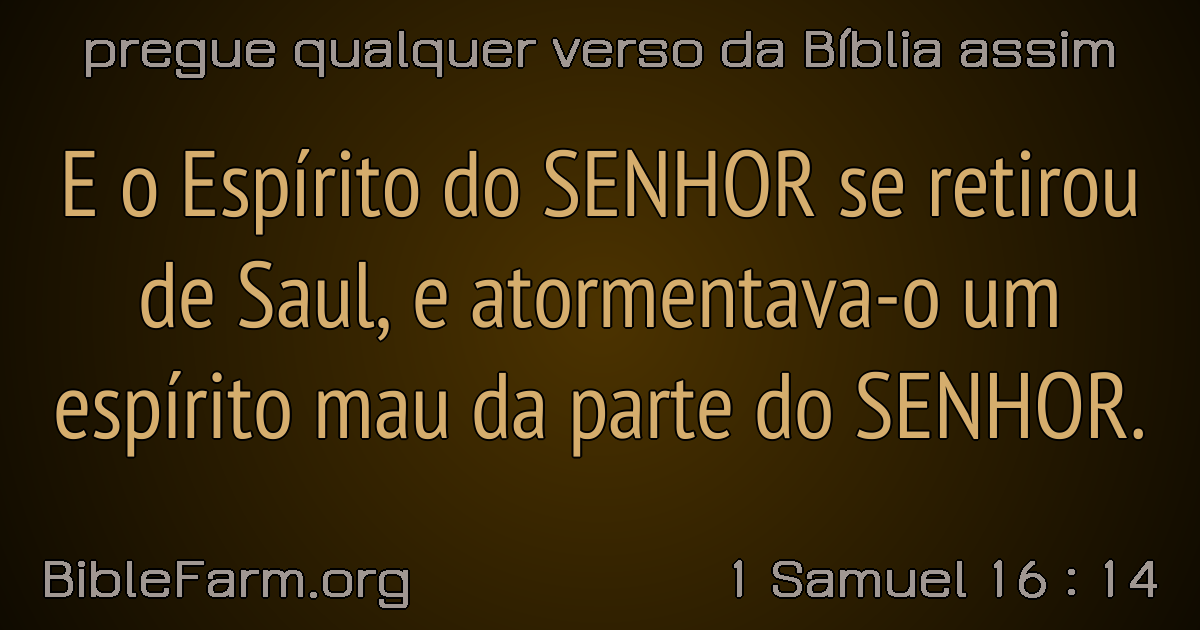 pregue qualquer verso da Bíblia assim
E o Espírito do SENHOR se retirou
de Saul, e atormentava-o um
espírito mau da parte do SENHOR.
BibleFarm.org
1 Samuel 16 : 14